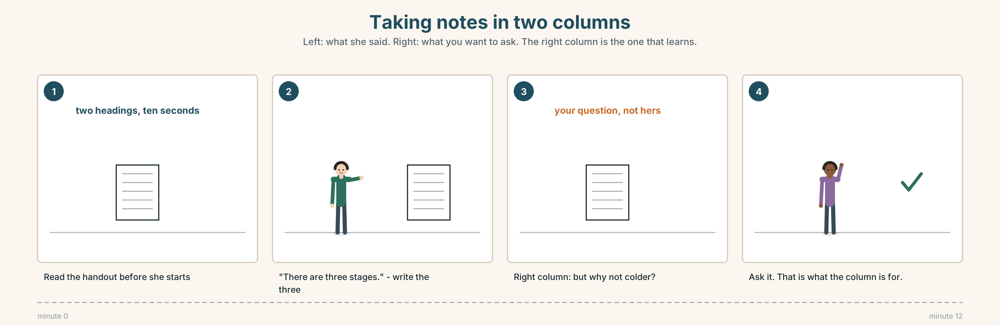 Taking notes in two columns
Left: what she said. Right: what you want to ask. The right column is the one that learns.
1
two headings, ten seconds
Read the handout before she starts
2
"There are three stages." - write the
three
3
your question, not hers
Right column: but why not colder?
4
Ask it. That is what the column is for.
minute 0
minute 12